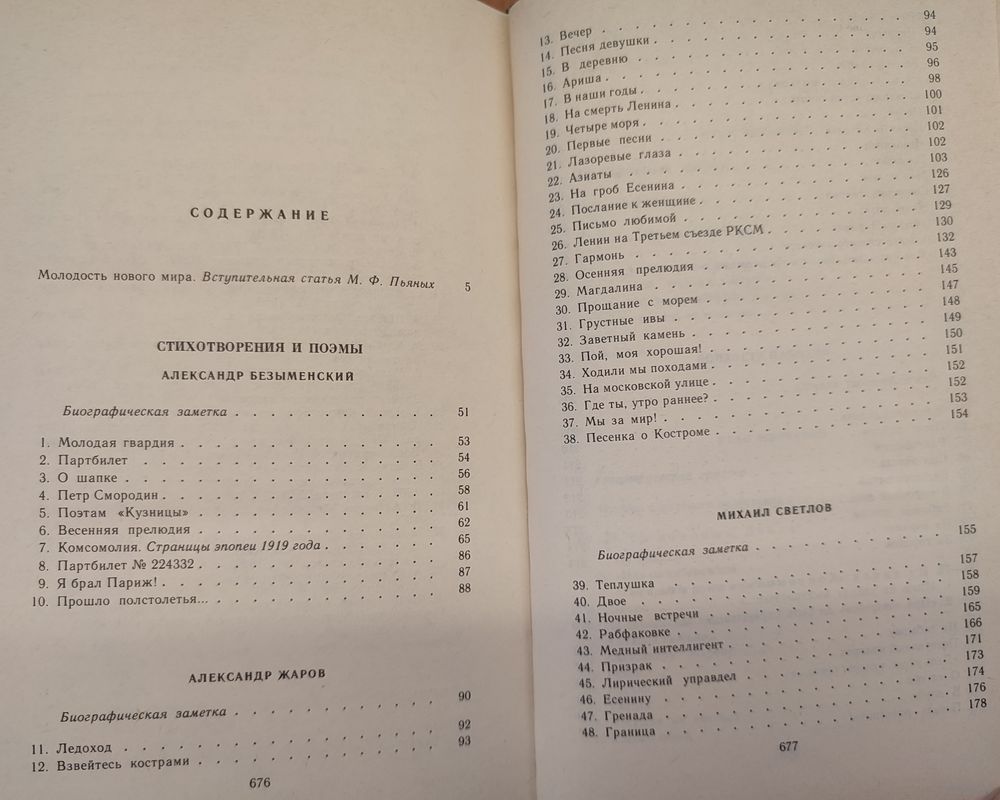 СОДЕРЖАНИЕ
Молодость нового мира. Вступительная статья М. Ф. Пьяных 5
СТИХОТВОРЕНИЯ И ПОЭМЫ
АЛЕКСАНДР БЕЗЫМЕНСКИЙ
Биографическая заметка . . . . . . . . . . . . . 51
1. Молодая гвардия . . . . . . . . . . . . . . . 53
2. Партбилет . . . . . . . . . . . . . . . . . 54
3. О шапке . . . . . . . . . . . . . . . . . . 56
4. Петр Смородин . . . . . . . . . . . . . . . . 58
5. Поэтам «Кузницы» . . . . . . . . . . . . . . 61
6. Весенняя прелюдия . . . . . . . . . . . . . . 62
7. Комсомолия. Страницы эпопеи 1919 года . . . . . . 65
8. Партбилет № 224332 . . . . . . . . . . . . . . 86
9. Я брал Париж! . . . . . . . . . . . . . . . . 87
10. Прошло полстолетья... . . . . . . . . . . . . . 88
АЛЕКСАНДР ЖАРОВ
Биографическая заметка . . . . . . . . . . . . . 90
11. Ледоход . . . . . . . . . . . . . . . . . . 92
12. Взвейтесь кострами . . . . . . . . . . . . . . 93
676
13. Вечер . . . . . . . . . . . . . . . . . . . 94
14. Песня девушки . . . . . . . . . . . . . . . . 94
15. В деревню . . . . . . . . . . . . . . . . . 95
16. Ариша . . . . . . . . . . . . . . . . . . . 96
17. В наши годы . . . . . . . . . . . . . . . . . 98
18. На смерть Ленина . . . . . . . . . . . . . . . 100
19. Четыре моря . . . . . . . . . . . . . . . . . 101
20. Первые песни . . . . . . . . . . . . . . . . 102
21. Лазоревые глаза . . . . . . . . . . . . . . . 102
22. Азиаты . . . . . . . . . . . . . . . . . . 103
23. На гроб Есенина . . . . . . . . . . . . . . . 126
24. Послание к женщине . . . . . . . . . . . . . . 127
25. Письмо любимой . . . . . . . . . . . . . . . 129
26. Ленин на Третьем съезде РКСМ . . . . . . . . . . 130
27. Гармонь . . . . . . . . . . . . . . . . . . 132
28. Осенняя прелюдия . . . . . . . . . . . . . . 143
29. Магдалина . . . . . . . . . . . . . . . . . 145
30. Прощание с морем . . . . . . . . . . . . . . 147
31. Грустные ивы . . . . . . . . . . . . . . . . 148
32. Заветный камень . . . . . . . . . . . . . . . 149
33. Пой, моя хорошая! . . . . . . . . . . . . . . 150
34. Ходили мы походами . . . . . . . . . . . . . . 151
35. На московской улице . . . . . . . . . . . . . . 152
36. Где ты, утро раннее? . . . . . . . . . . . . . . 152
37. Мы за мир! . . . . . . . . . . . . . . . . . 153
38. Песенка о Костроме . . . . . . . . . . . . . . 154
МИХАИЛ СВЕТЛОВ
Биографическая заметка . . . . . . . . . . . . . 155
39. Теплушка . . . . . . . . . . . . . . . . . 157
40. Двое . . . . . . . . . . . . . . . . . . . 158
41. Ночные встречи . . . . . . . . . . . . . . . 159
42. Рабфаковке . . . . . . . . . . . . . . . . . 165
43. Медный интеллигент . . . . . . . . . . . . . . 166
44. Призрак . . . . . . . . . . . . . . . . . . 171
45. Лирический управдел . . . . . . . . . . . . . 173
46. Есенину . . . . . . . . . . . . . . . . . . 174
47. Гренада . . . . . . . . . . . . . . . . . . 176
48. Граница . . . . . . . . . . . . . . . . . . 178
677